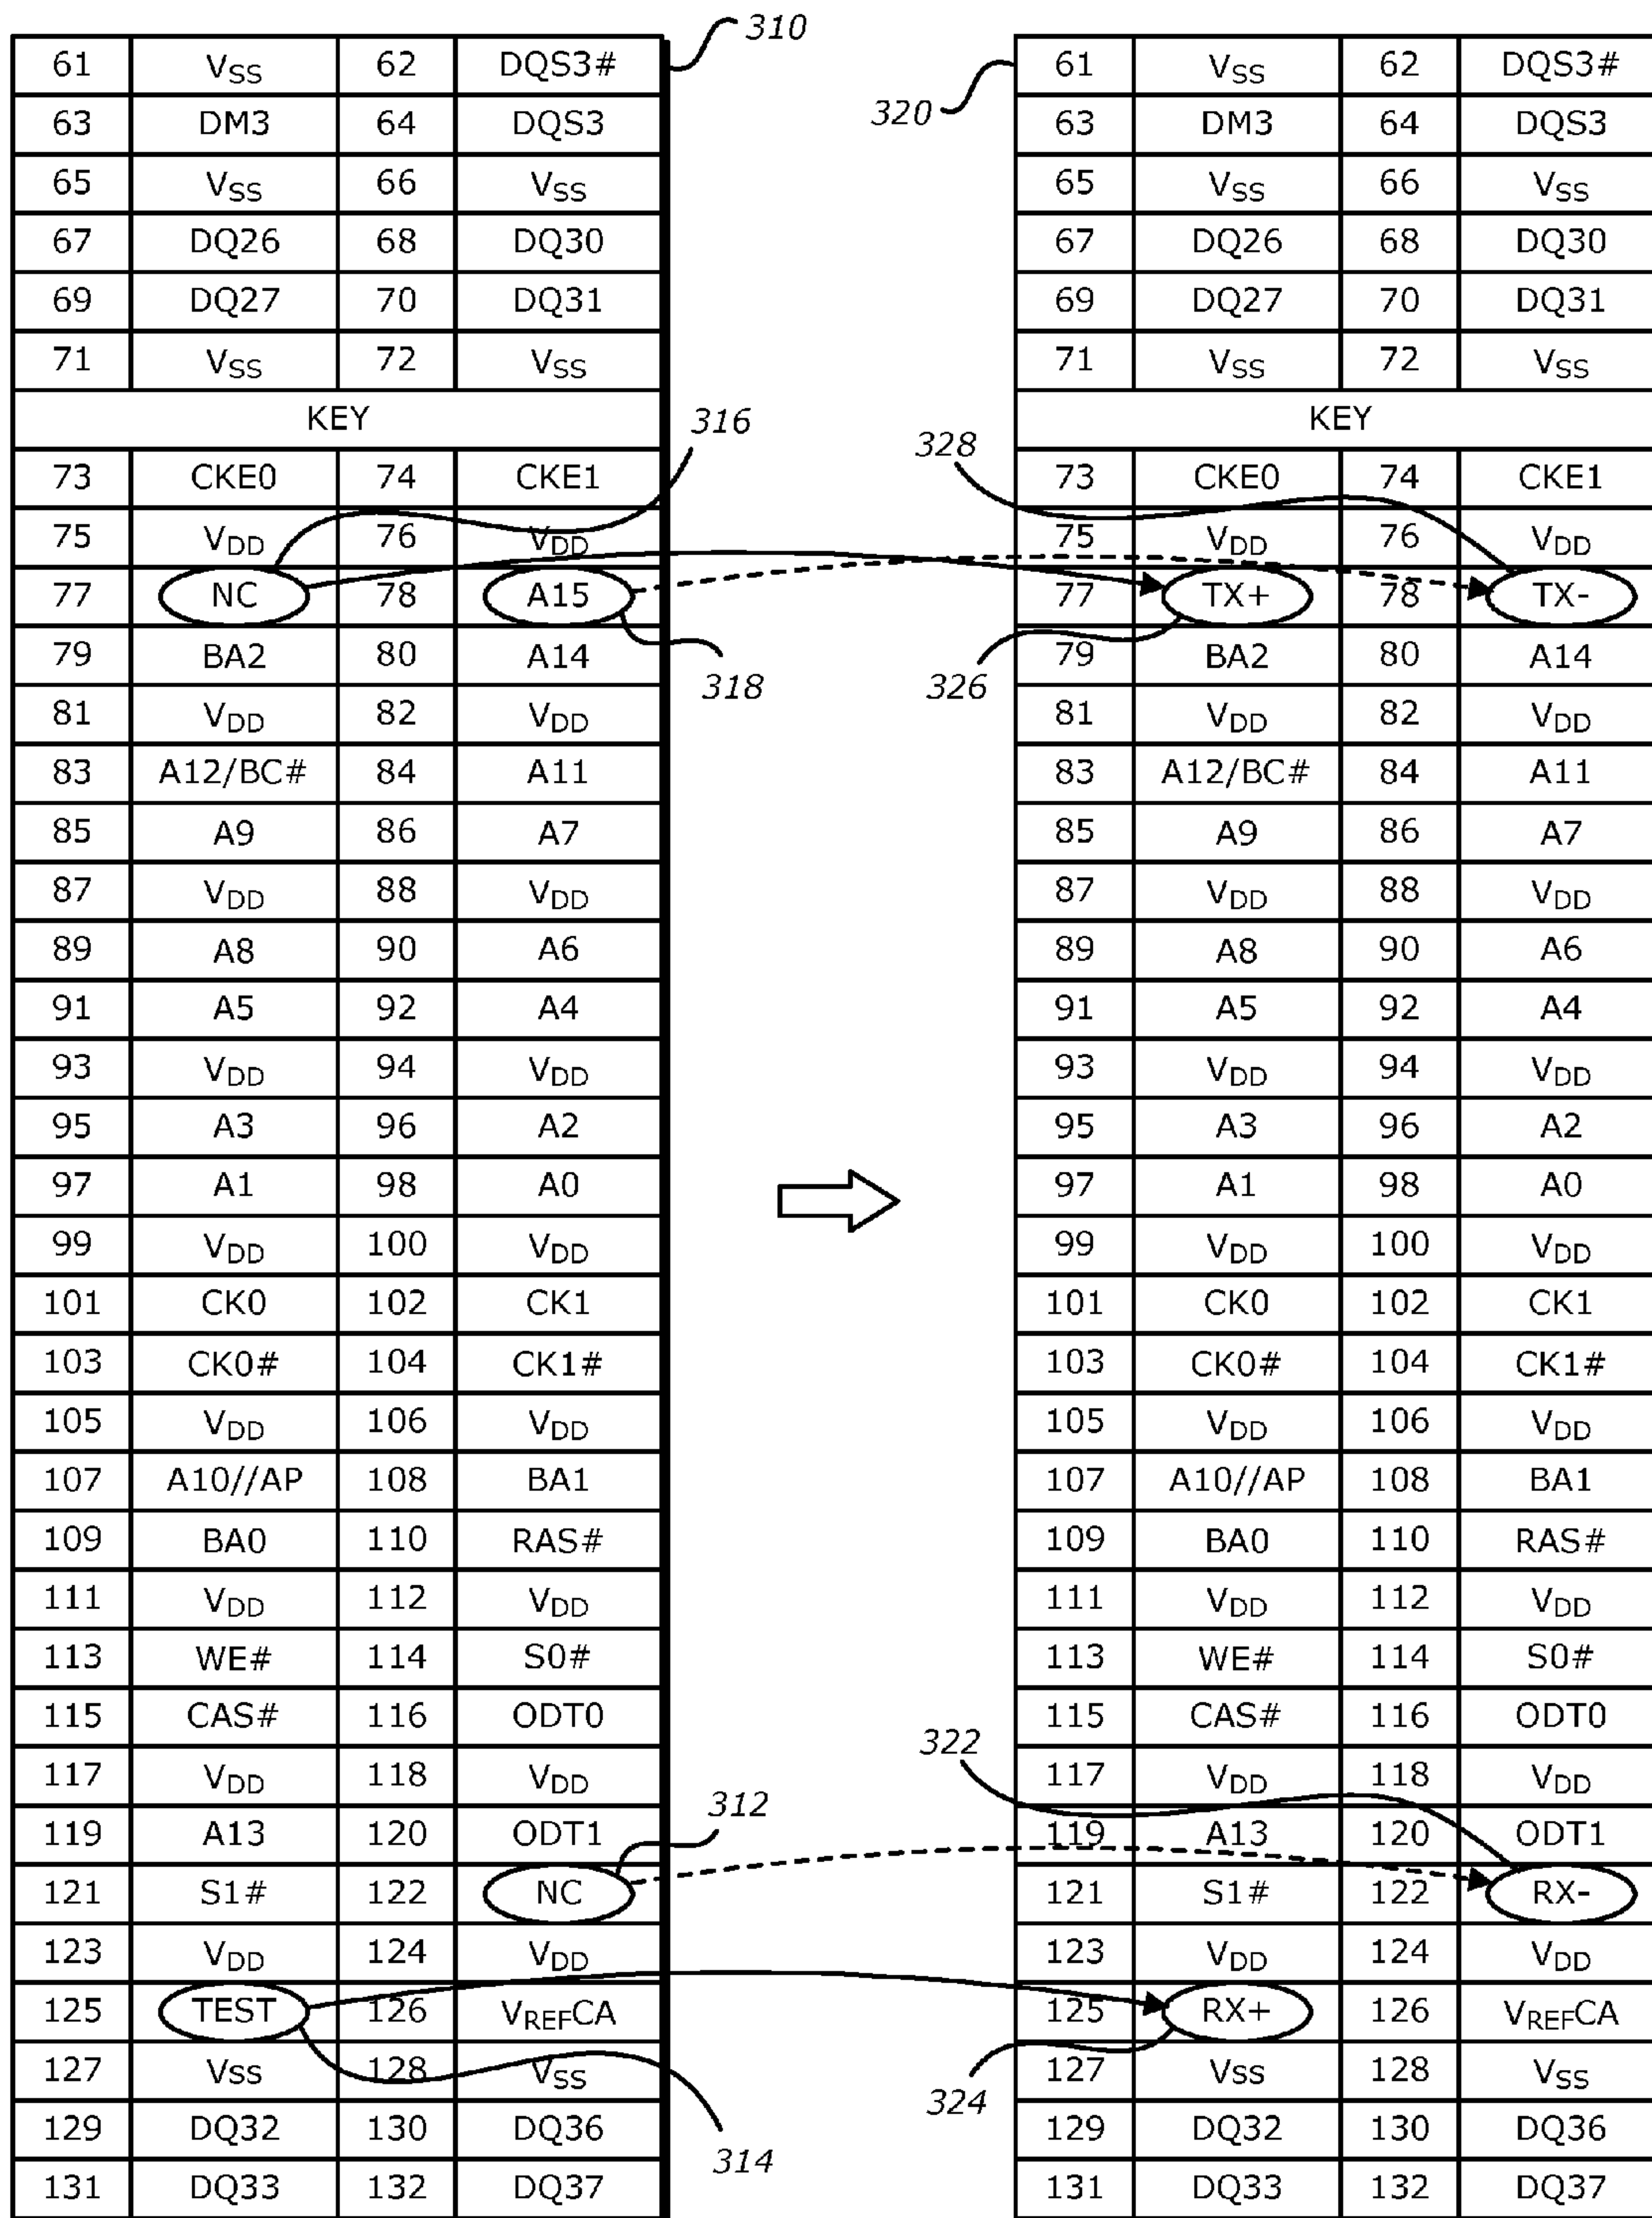 310
61 VSS 62 DQS3# 61 VSS 62 DQS3#
320
63 DM3 64 DQS3 63 DM3 64 DQS3
65 VSS 66 VSS 65 VSS 66 VSS
67 DQ26 68 DQ30 67 DQ26 68 DQ30
69 DQ27 70 DQ31 69 DQ27 70 DQ31
71 VSS 72 VSS 71 VSS 72 VSS
KEY 316 KEY
328
73 CKE0 74 CKE1 73 CKE0 74 CKE1
75 VDD 76 VDD 75 VDD 76 VDD
77 NC 78 A15 77 TX+ 78 TX-
79 BA2 80 A14 79 BA2 80 A14
318 326
81 VDD 82 VDD 81 VDD 82 VDD
83 A12/BC# 84 A11 83 A12/BC# 84 A11
85 A9 86 A7 85 A9 86 A7
87 VDD 88 VDD 87 VDD 88 VDD
89 A8 90 A6 89 A8 90 A6
91 A5 92 A4 91 A5 92 A4
93 VDD 94 VDD 93 VDD 94 VDD
95 A3 96 A2 95 A3 96 A2
97 A1 98 A0 97 A1 98 A0
99 VDD 100 VDD 99 VDD 100 VDD
101 CK0 102 CK1 101 CK0 102 CK1
103 CK0# 104 CK1# 103 CK0# 104 CK1#
105 VDD 106 VDD 105 VDD 106 VDD
107 A10//AP 108 BA1 107 A10//AP 108 BA1
109 BA0 110 RAS# 109 BA0 110 RAS#
111 VDD 112 VDD 111 VDD 112 VDD
113 WE# 114 S0# 113 WE# 114 S0#
115 CAS# 116 ODT0 115 CAS# 116 ODT0
322
117 VDD 118 VDD 117 VDD 118 VDD
312
119 A13 120 ODT1 119 A13 120 ODT1
121 S1# 122 NC 121 S1# 122 RX-
123 VDD 124 VDD 123 VDD 124 VDD
125 TEST 126 VREFCA 125 RX+ 126 VREFCA
127 Vss 128 VSS 127 Vss 128 VSS
324
129 DQ32 130 DQ36 129 DQ32 130 DQ36
314
131 DQ33 132 DQ37 131 DQ33 132 DQ37